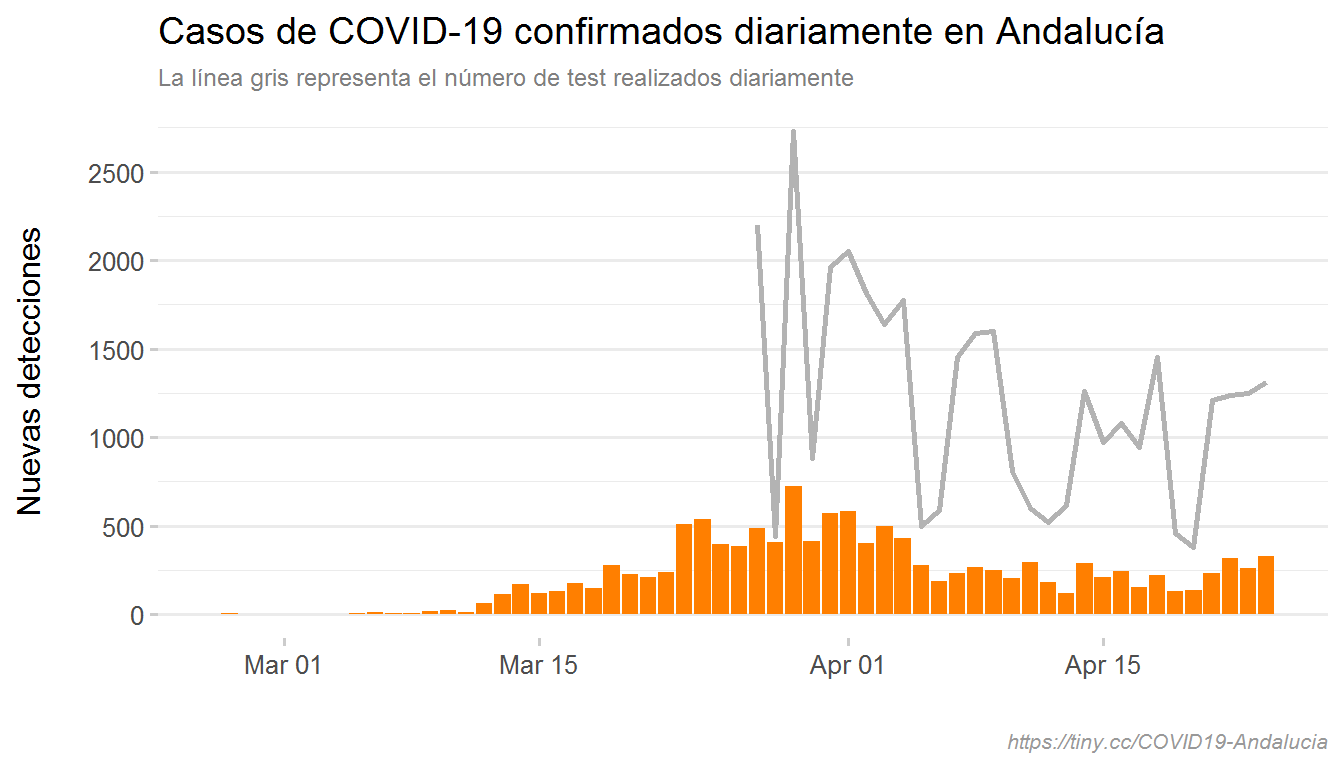 Casos de COVID-19 confirmados diariamente en Andalucía
La línea gris representa el número de test realizados diariamente
Nuevas detecciones
2500
2000
1500
1000
500
0
Mar 01
Mar 15
Apr 01
Apr 15
https://tiny.cc/COVID19-Andalucia